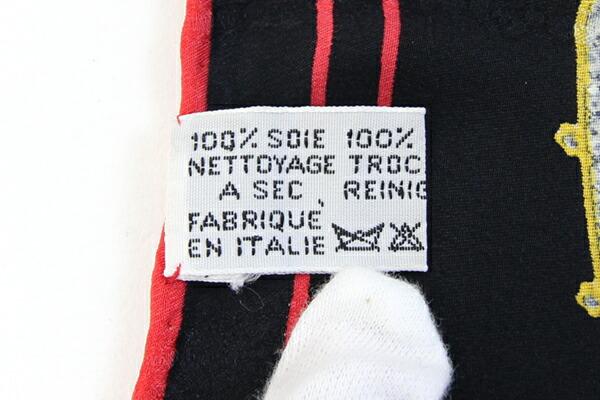 100% SOIE 100%
NETTOYAGE TROC
A SEC, REINIG
FABRIQUE
EN ITALIE